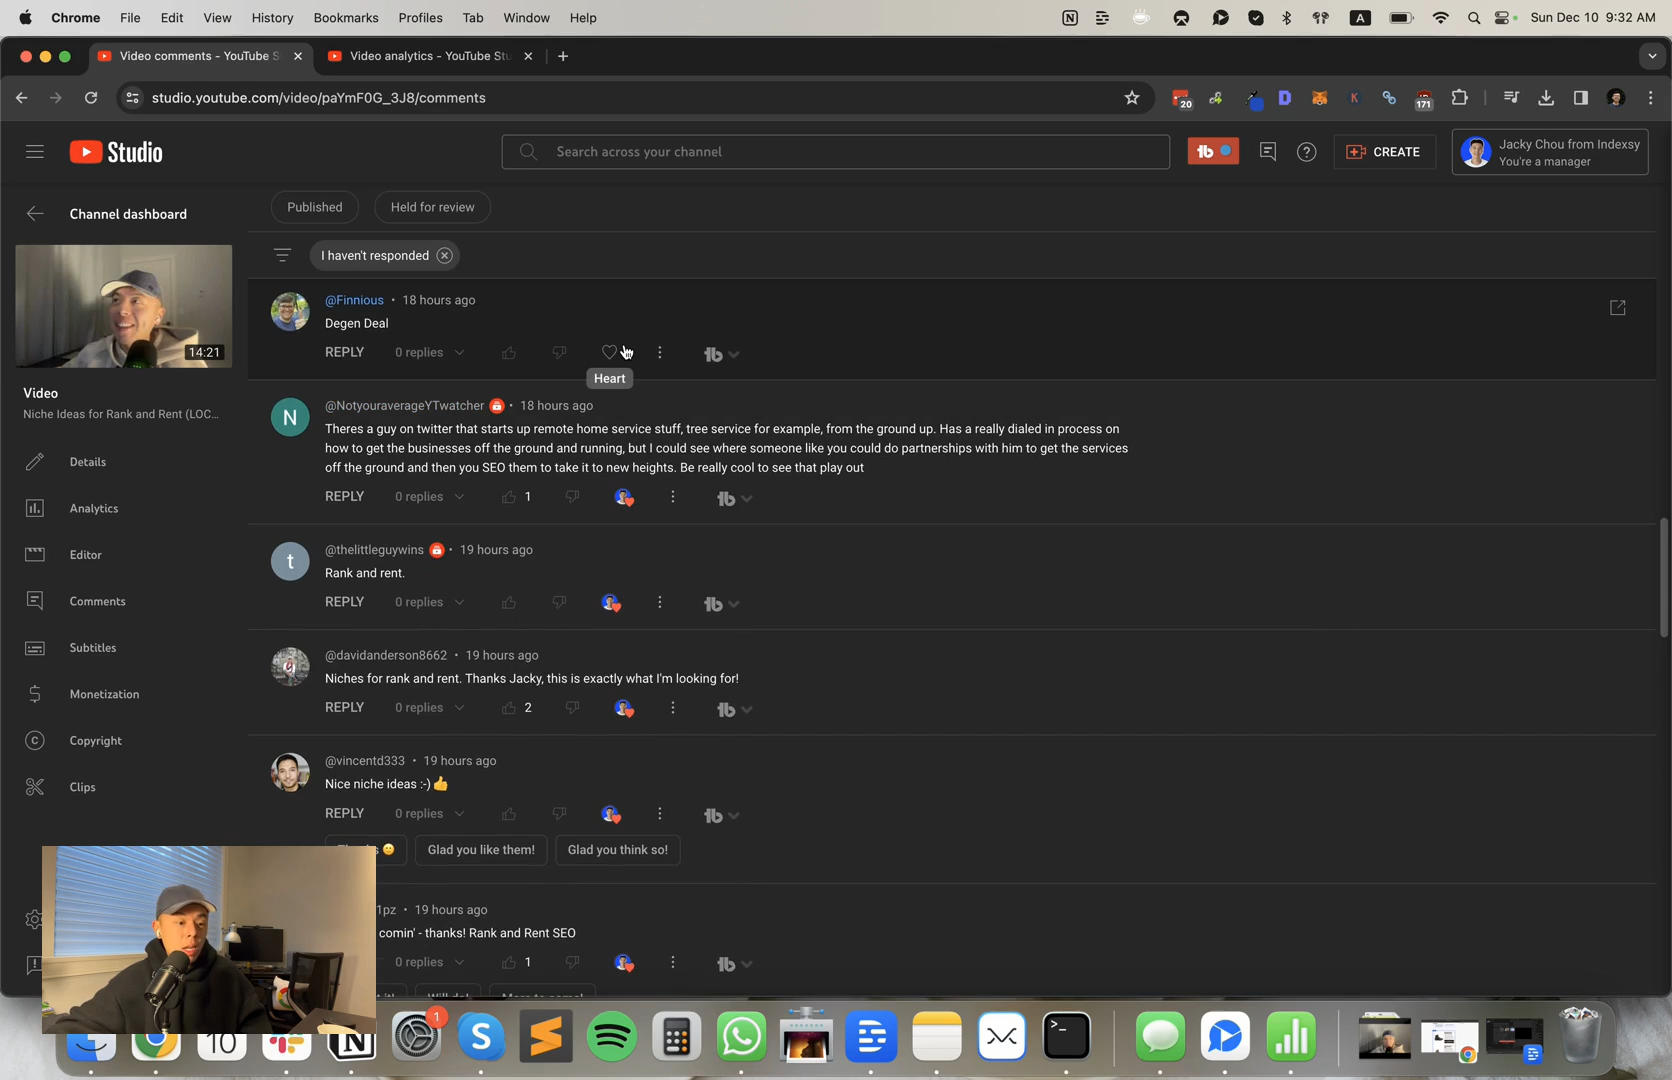 Chrome File Edit View History Bookmarks Profiles Tab Window Help
A Sun Dec 10 9:32 AM
Video comments - YouTube S
Video analytics - YouTube Stu
studio.youtube.com/video/paYmF0G_3J8/comments
20
D
K
171
Studio
Search across your channel
CREATE
Jacky Chou from Indexsy
You're a manager
Channel dashboard
14:21
Video
Niche Ideas for Rank and Rent (LOC...
Details
Analytics
Editor
Comments
Subtitles
Monetization
Copyright
Clips
Published
Held for review
I haven't responded
@Finnious • 18 hours ago
Degen Deal
REPLY 0 replies
Heart
N
@NotyouraverageYTwatcher • 18 hours ago
Theres a guy on twitter that starts up remote home service stuff, tree service for example, from the ground up. Has a really dialed in process on
how to get the businesses off the ground and running, but I could see where someone like you could do partnerships with him to get the services
off the ground and then you SEO them to take it to new heights. Be really cool to see that play out
REPLY 0 replies 1
t
@thelittleguywins • 19 hours ago
Rank and rent.
REPLY 0 replies
@davidanderson8662 • 19 hours ago
Niches for rank and rent. Thanks Jacky, this is exactly what I'm looking for!
REPLY 0 replies 2
@vincentd333 • 19 hours ago
Nice niche ideas :-) 👍
REPLY 0 replies
Glad you like them!
Glad you think so!
1pz • 19 hours ago
comin' - thanks! Rank and Rent SEO
0 replies 1
10
1